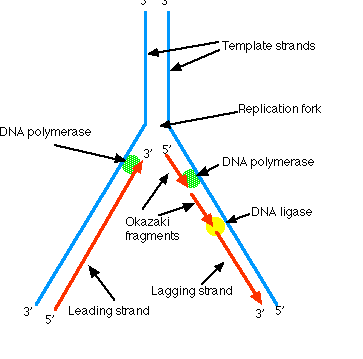 5' 3'
Template strands
Replication fork
DNA polymerase
3' 5'
DNA polymerase
Okazaki
fragments
DNA ligase
Lagging strand
Leading strand
3' 5'
3' 5'